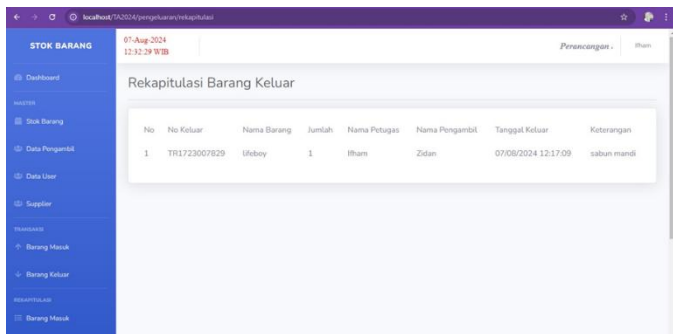 localhost/TA2024/pengeluaran/rekapitulasi
STOK BARANG
Dashboard
MASTER
Stok Barang
Data Pengambil
Data User
Supplier
TRANSAKSI
Barang Masuk
Barang Keluar
REKAPITULASI
Barang Masuk
07-Aug-2024
12:32:29 WIB
Perancangan
Ifham
Rekapitulasi Barang Keluar
No No Keluar Nama Barang Jumlah Nama Petugas Nama Pengambil Tanggal Keluar Keterangan
1 TR1723007829 lifeboy 1 Ifham Zidan 07/08/2024 12:17:09 sabun mandi